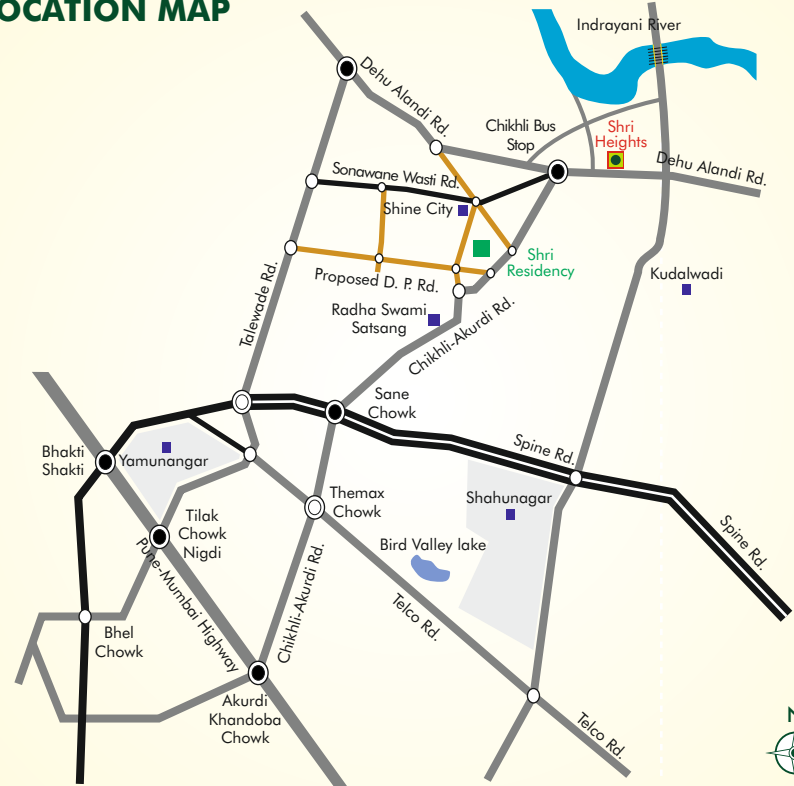 OCATION MAP
Indrayani River
Dehu Alandi Rd.
Chikhli Bus
Stop
Shri
Heights
Dehu Alandi Rd.
Sonawane Wasti Rd.
Shine City
Shri
Residency
Kudalwadi
Proposed D. P. Rd.
Talewade Rd.
Radha Swami
Satsang
Chikhli-Akurdi Rd.
Sane
Chowk
Bhakti
Shakti
Yamunangar
Spine Rd.
Shahunagar
Themax
Chowk
Tilak
Chowk
Nigdi
Spine Rd.
Bird Valley lake
Pune-Mumbai Highway
Chikhli-Akurdi Rd.
Telco Rd.
Bhel
Chowk
Akurdi
Khandoba
Chowk
Telco Rd.
N